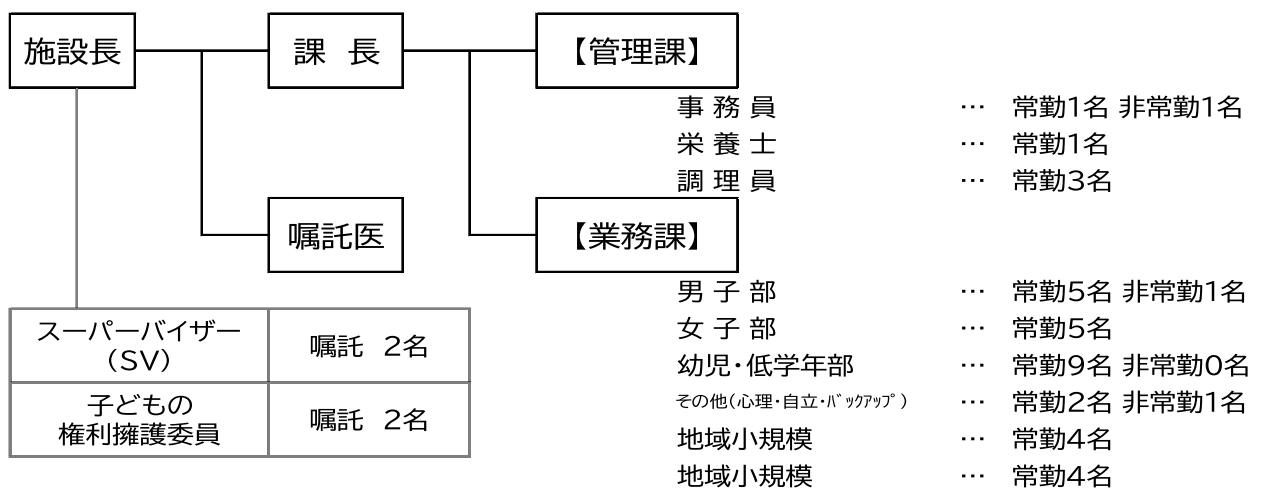 施設長 課 長 【管理課】
事 務 員 … 常勤1名 非常勤1名
栄 養 士 … 常勤1名
調 理 員 … 常勤3名
嘱託医 【業務課】
男 子 部 … 常勤5名 非常勤1名
女 子 部 … 常勤5名
幼児・低学年部 … 常勤9名 非常勤0名
その他(心理・自立・ﾊﾞｯｸｱｯﾌﾟ) … 常勤2名 非常勤1名
地域小規模 … 常勤4名
地域小規模 … 常勤4名
スーパーバイザー
(SV)
嘱託 2名
子どもの
権利擁護委員
嘱託 2名